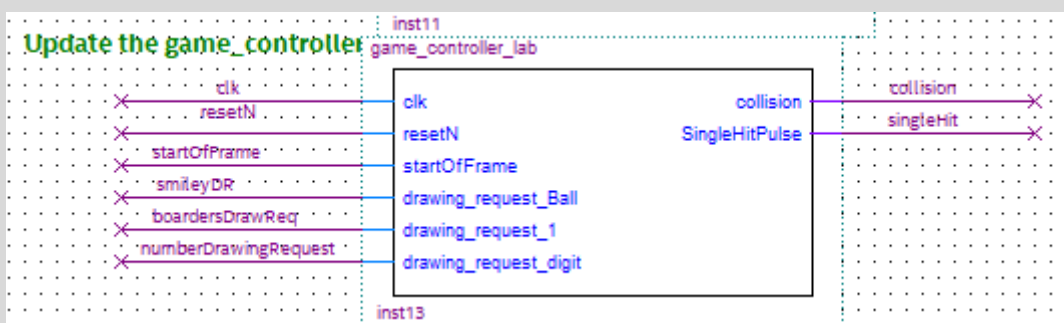 inst11
Update the game_controller
game_controller_lab
clk
clk
collision
collision
resetN
resetN
SingleHitPulse
singleHit
startOfFrame
startOfFrame
smileyDR
drawing_request_Ball
boardersDrawReq
drawing_request_1
numberDrawingRequest
drawing_request_digit
inst13